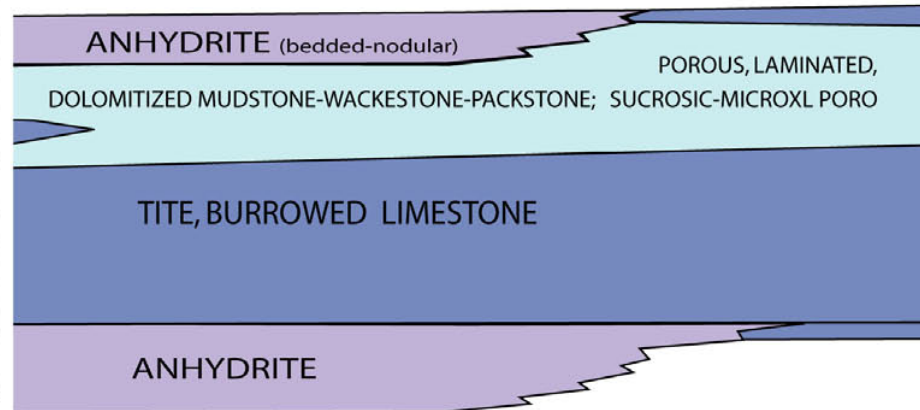 ANHYDRITE (bedded-nodular)
POROUS, LAMINATED,
DOLOMITIZED MUDSTONE-WACKESTONE-PACKSTONE; SUCROSIC-MICROXL PORO
TITE, BURROWED LIMESTONE
ANHYDRITE